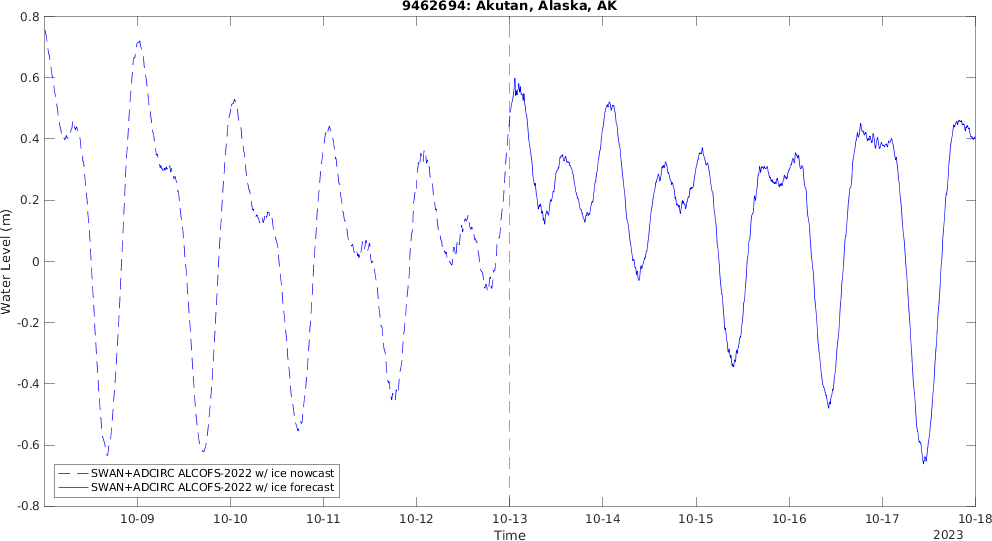 9462694: Akutan, Alaska, AK
Water Level (m)
0.8
0.6
0.4
0.2
0
-0.2
-0.4
-0.6
-0.8
SWAN+ADCIRC ALCOFS-2022 w/ ice nowcast
SWAN+ADCIRC ALCOFS-2022 w/ ice forecast
10-09 10-10 10-11 10-12 10-13 10-14 10-15 10-16 10-17 10-18
Time
2023